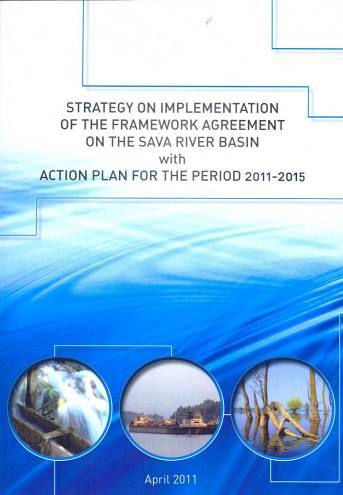 STRATEGY ON IMPLEMENTATION
OF THE FRAMEWORK AGREEMENT
ON THE SAVA RIVER BASIN
with
ACTION PLAN FOR THE PERIOD 2011-2015
April 2011